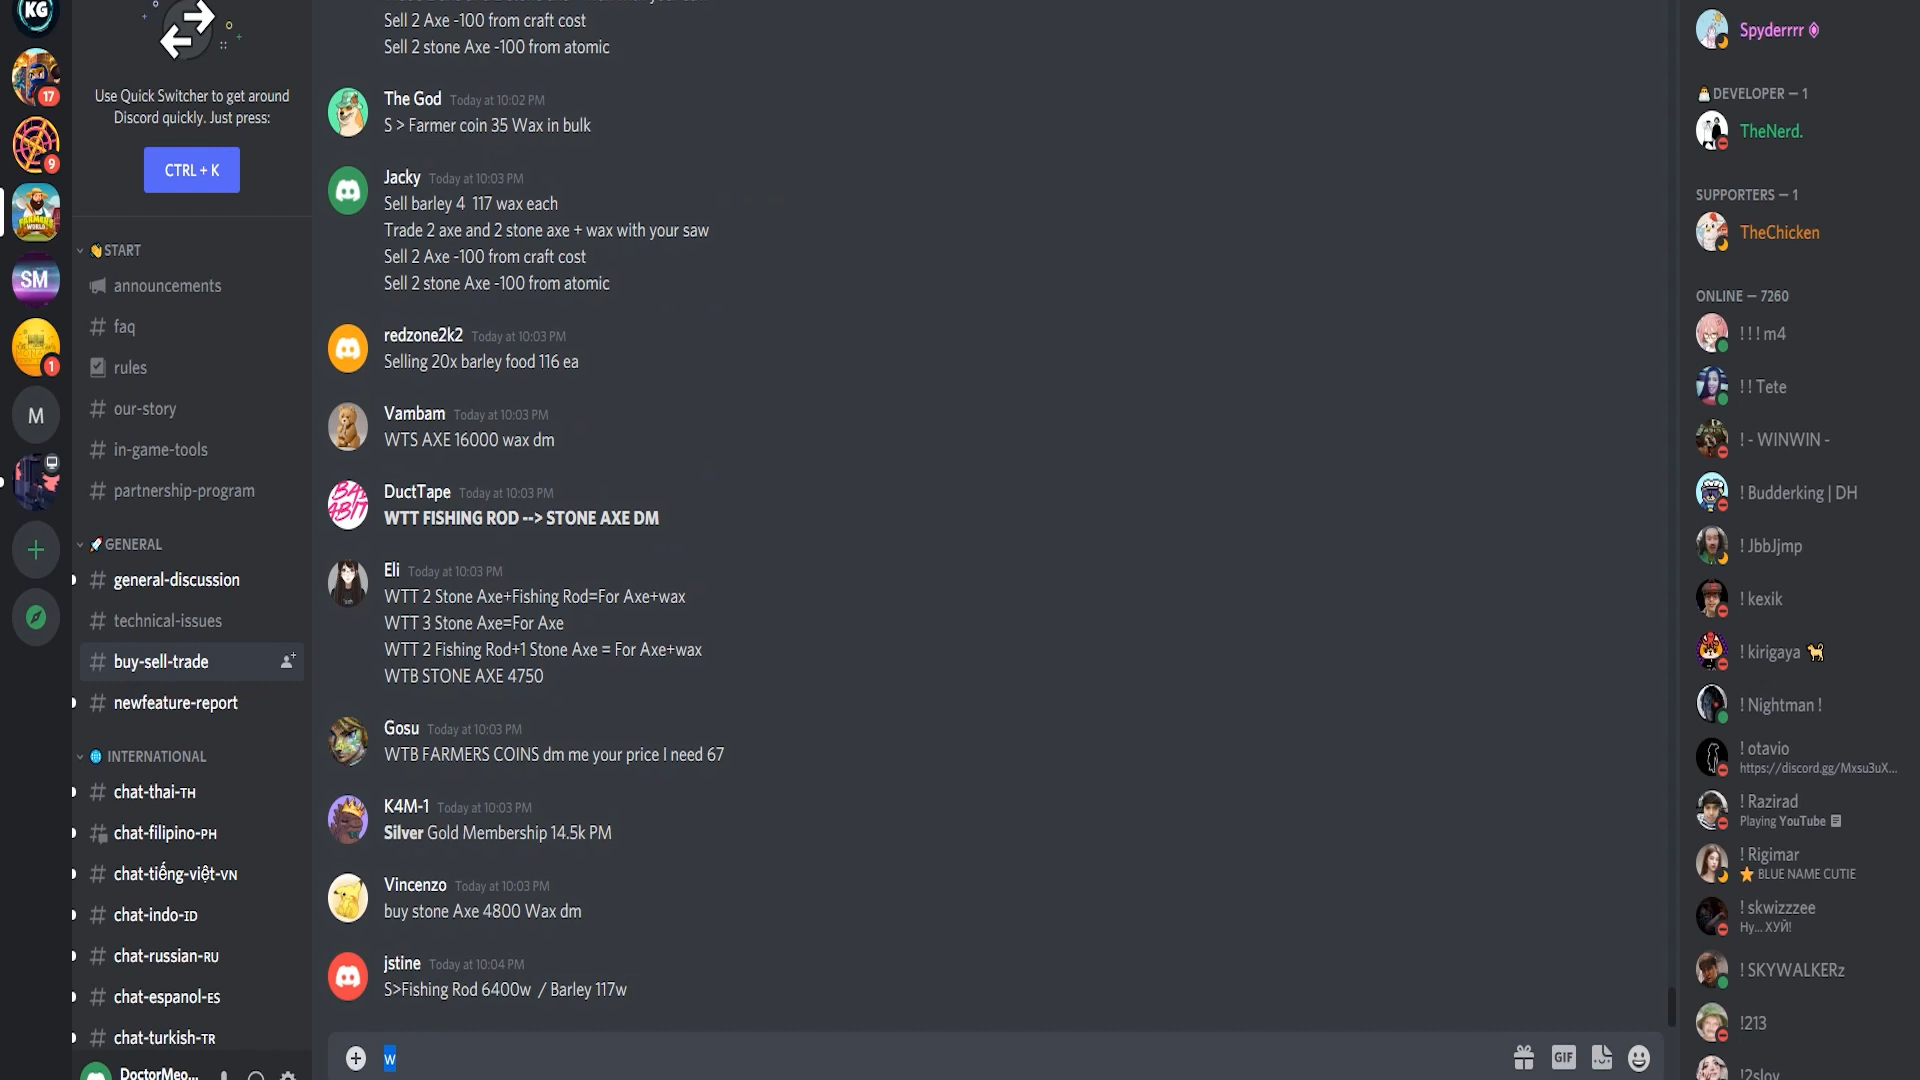 KG
17
9
SM
1
M
Use Quick Switcher to get around
Discord quickly. Just press:
CTRL + K
START
announcements
faq
rules
our-story
in-game-tools
partnership-program
GENERAL
general-discussion
technical-issues
buy-sell-trade
newfeature-report
INTERNATIONAL
chat-thai-TH
chat-filipino-PH
chat-tiếng-việt-VN
chat-indo-ID
chat-russian-RU
chat-espanol-ES
chat-turkish-TR
DoctorMeo...
Sell 2 Axe -100 from craft cost
Sell 2 stone Axe -100 from atomic
The God Today at 10:02 PM
S > Farmer coin 35 Wax in bulk
Jacky Today at 10:03 PM
Sell barley 4 117 wax each
Trade 2 axe and 2 stone axe + wax with your saw
Sell 2 Axe -100 from craft cost
Sell 2 stone Axe -100 from atomic
redzone2k2 Today at 10:03 PM
Selling 20x barley food 116 ea
Vambam Today at 10:03 PM
WTS AXE 16000 wax dm
DuctTape Today at 10:03 PM
WTT FISHING ROD --> STONE AXE DM
Eli Today at 10:03 PM
WTT 2 Stone Axe+Fishing Rod=For Axe+wax
WTT 3 Stone Axe=For Axe
WTT 2 Fishing Rod+1 Stone Axe = For Axe+wax
WTB STONE AXE 4750
Gosu Today at 10:03 PM
WTB FARMERS COINS dm me your price I need 67
K4M-1 Today at 10:03 PM
Silver Gold Membership 14.5k PM
Vincenzo Today at 10:03 PM
buy stone Axe 4800 Wax dm
jstine Today at 10:04 PM
S>Fishing Rod 6400w / Barley 117w
w
GIF
Spyderrrr
DEVELOPER — 1
TheNerd.
SUPPORTERS — 1
TheChicken
ONLINE — 7260
! ! ! m4
! ! Tete
! - WINWIN -
! Budderking | DH
! JbbJjmp
! kexik
! kirigaya
! Nightman !
! otavio
https://discord.gg/Mxsu3uX...
! Razirad
Playing YouTube
! Rigimar
BLUE NAME CUTIE
! skwizzzee
Ну... ХУЙ!
! SKYWALKERz
!213
!2slov